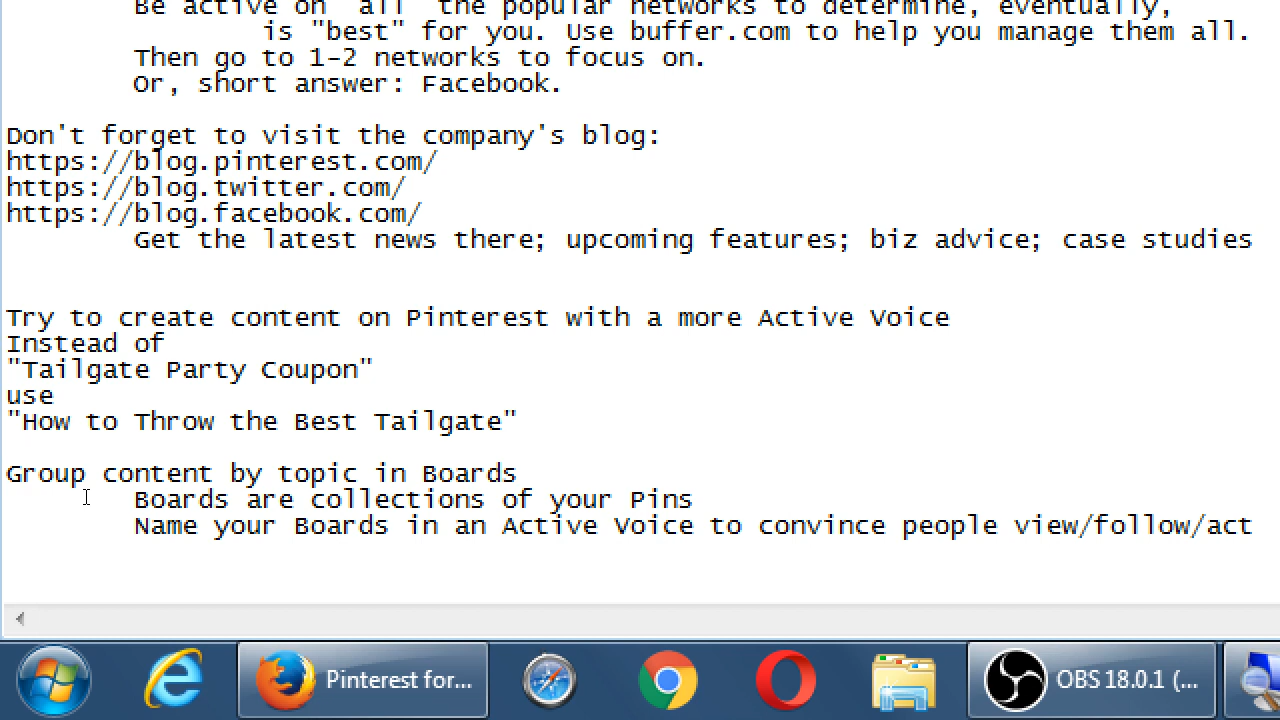 Be active on "all" the popular networks to determine, eventually,
is "best" for you. Use buffer.com to help you manage them all.
Then go to 1-2 networks to focus on.
Or, short answer: Facebook.
Don't forget to visit the company's blog:
https://blog.pinterest.com/
https://blog.twitter.com/
https://blog.facebook.com/
Get the latest news there; upcoming features; biz advice; case studies
Try to create content on Pinterest with a more Active Voice
Instead of
"Tailgate Party Coupon"
use
"How to Throw the Best Tailgate"
Group content by topic in Boards
Boards are collections of your Pins
Name your Boards in an Active Voice to convince people view/follow/act
Pinterest for...
OBS 18.0.1 (...